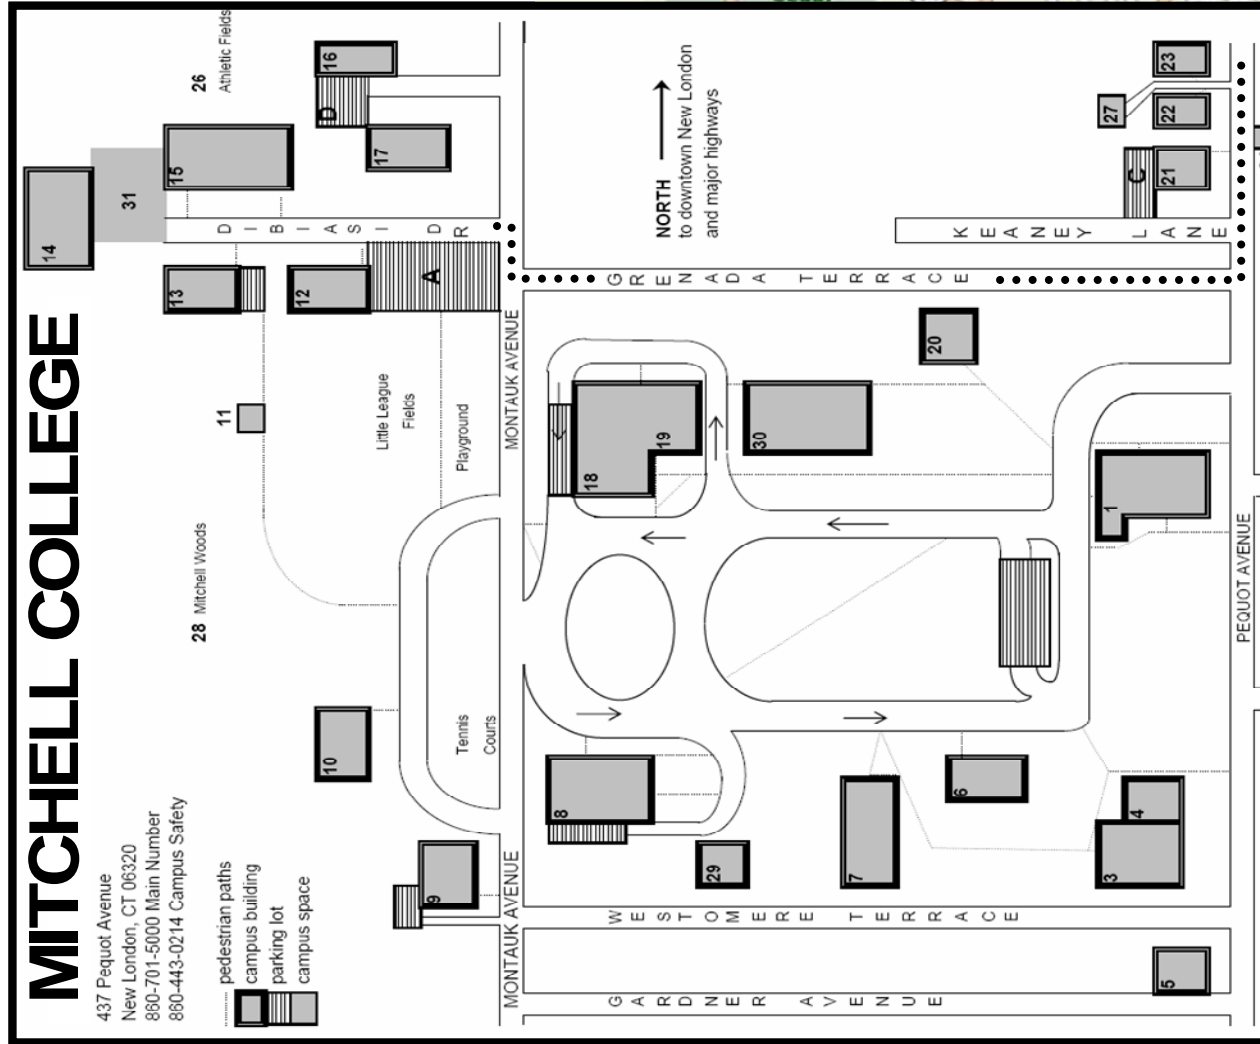 MITCHELL COLLEGE
437 Pequot Avenue
New London, CT 06320
860-701-5000 Main Number
860-443-0214 Campus Safety
pedestrian paths
campus building
parking lot
campus space
26
Athletic Fields
16
D
17
15
31
14
13
12
A
DIBIASI DR
11
Little League
Fields
Playground
28 Mitchell Woods
10
Tennis
Courts
9
MONTAUK AVENUE
MONTAUK AVENUE
NORTH
to downtown New London
and major highways
GRENADA TERRACE
KEANEY LANE
23
27
22
C
21
20
18
19
30
1
8
29
7
6
4
3
5
WESTOMERE TERRACE
GARDNER AVENUE
PEQUOT AVENUE